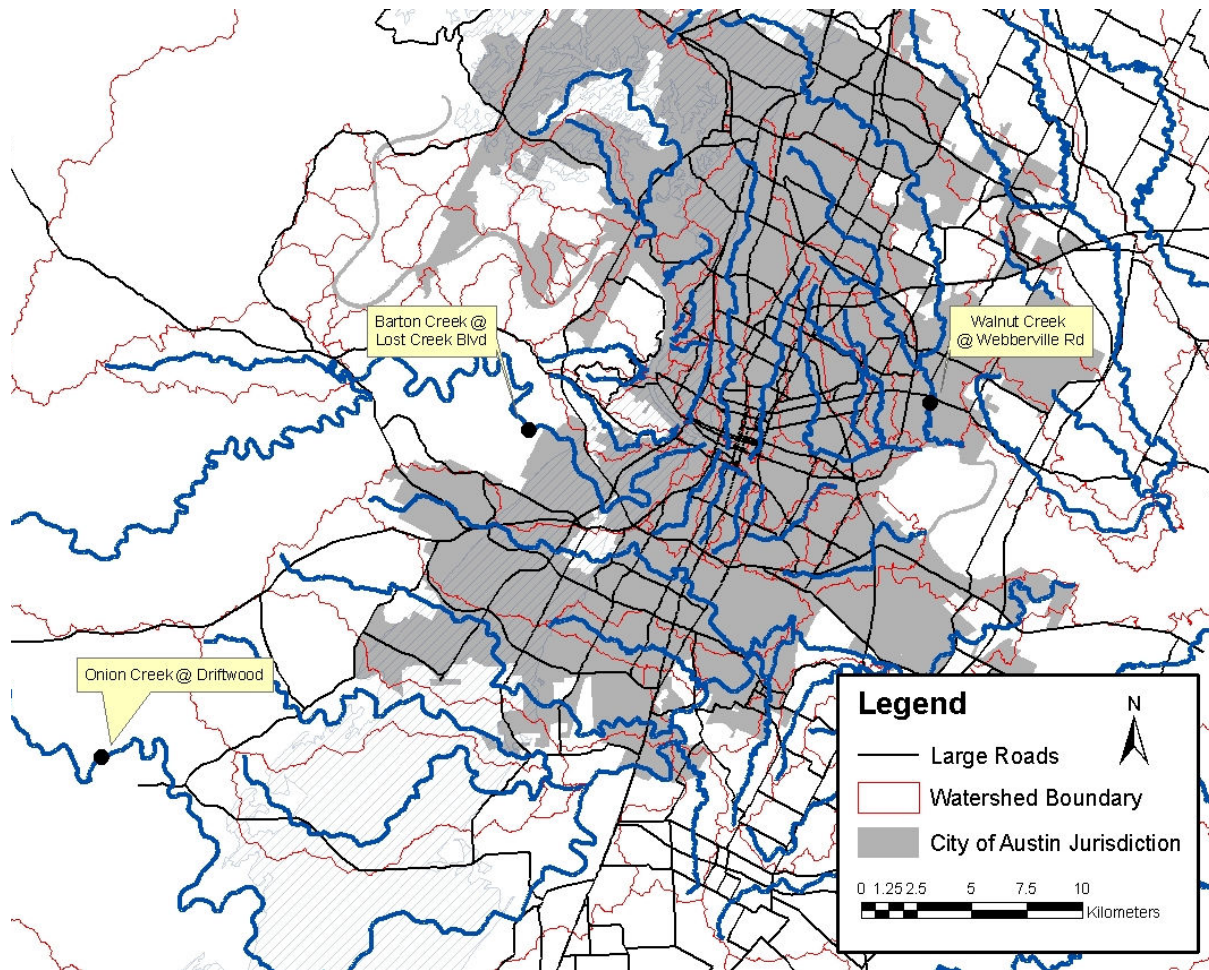 Barton Creek @
Lost Creek Blvd
Walnut Creek
@ Webberville Rd
Onion Creek @ Driftwood
Legend
N
Large Roads
Watershed Boundary
City of Austin Jurisdiction
0 1.25 2.5 5 7.5 10
Kilometers